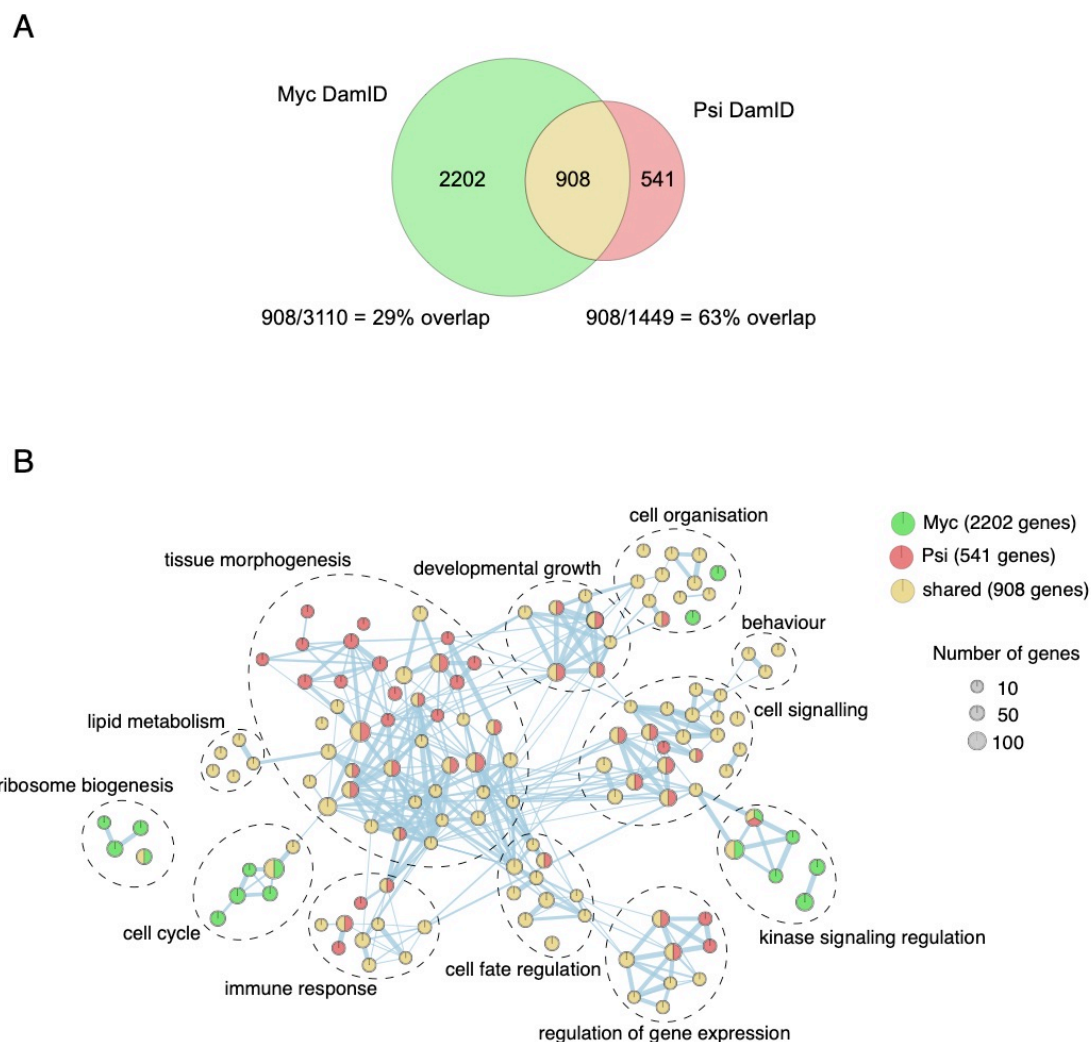 A
Myc DamID
Psi DamID
2202
908
541
908/3110 = 29% overlap
908/1449 = 63% overlap
B
cell organisation
tissue morphogenesis
developmental growth
Myc (2202 genes)
Psi (541 genes)
shared (908 genes)
behaviour
Number of genes
10
50
100
lipid metabolism
cell signalling
ribosome biogenesis
cell cycle
immune response
cell fate regulation
kinase signaling regulation
regulation of gene expression